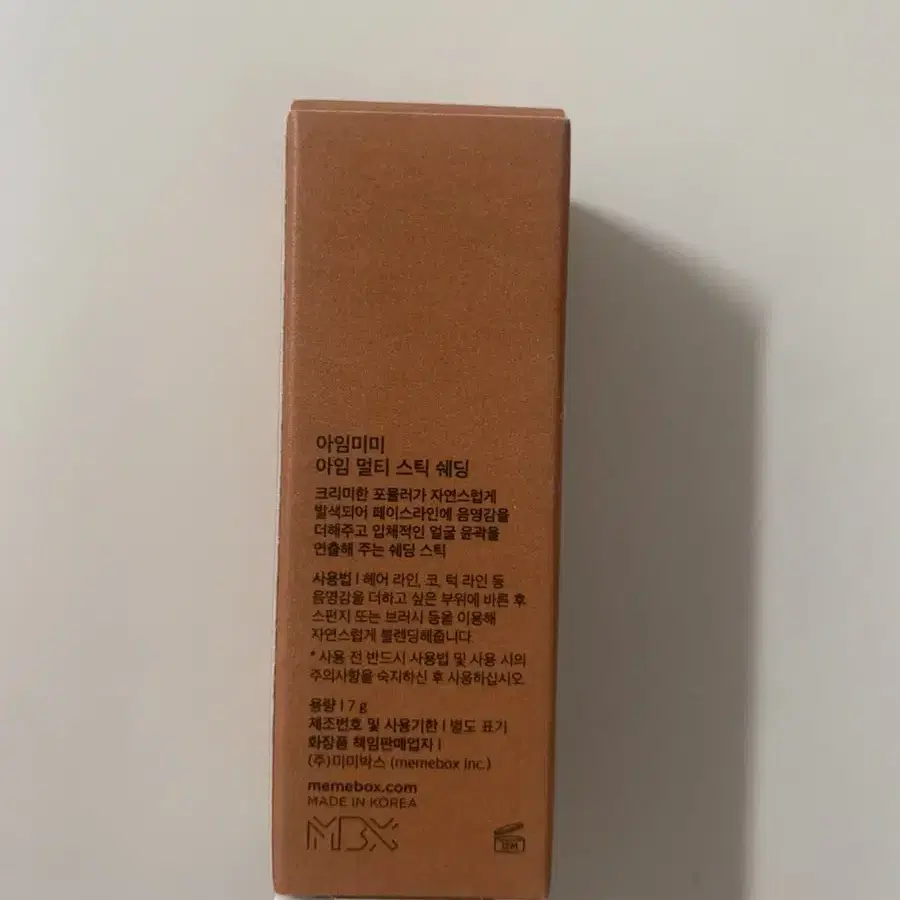 아임미미
아임 멀티 스틱 쉐딩
크리미한 포뮬러가 자연스럽게
발색되어 페이스라인에 음영감을
더해주고 입체적인 얼굴 윤곽을
연출해 주는 쉐딩 스틱
사용법 | 헤어 라인, 코, 턱 라인 등
음영감을 더하고 싶은 부위에 바른 후
스펀지 또는 브러시 등을 이용해
자연스럽게 블렌딩해줍니다.
* 사용 전 반드시 사용법 및 사용 시의
주의사항을 숙지하신 후 사용하십시오.
용량 | 7 g
제조번호 및 사용기한 | 별도 표기
화장품 책임판매업자 |
(주)미미박스 (memebox Inc.)
memebox.com
MADE IN KOREA
MBX
12M